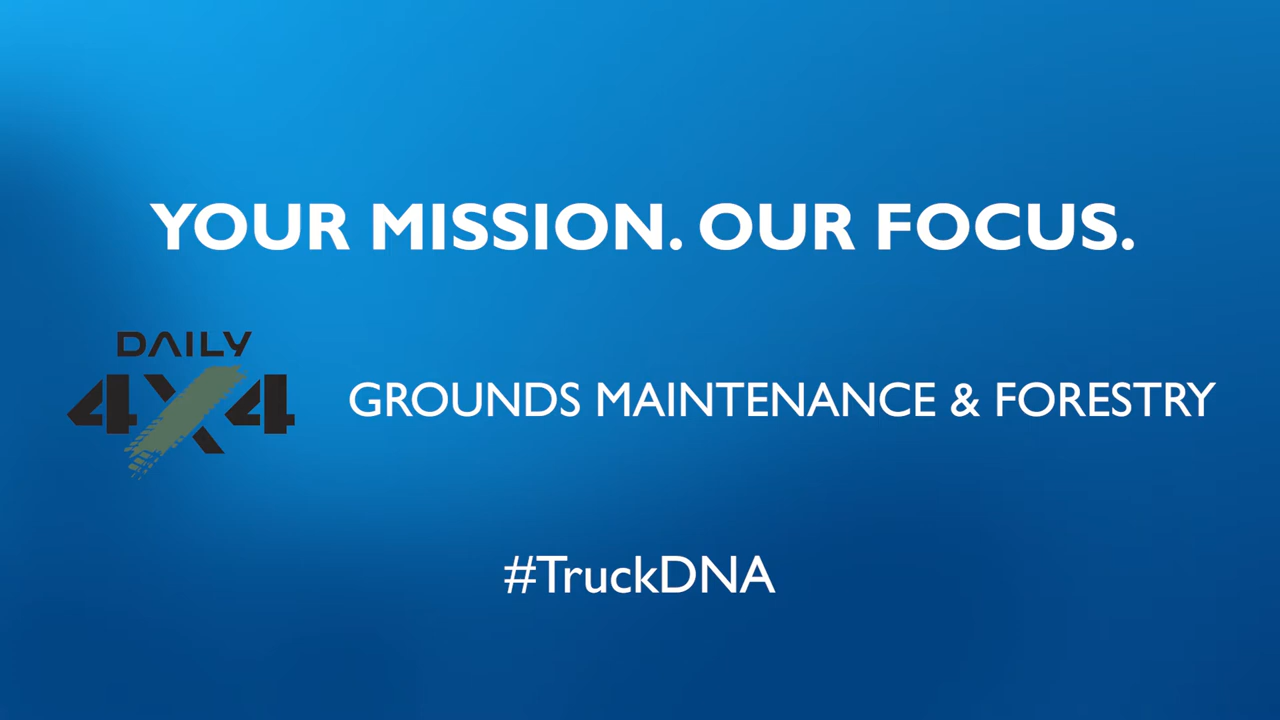 YOUR MISSION. OUR FOCUS.
DAILY
4X4
GROUNDS MAINTENANCE & FORESTRY
#TruckDNA